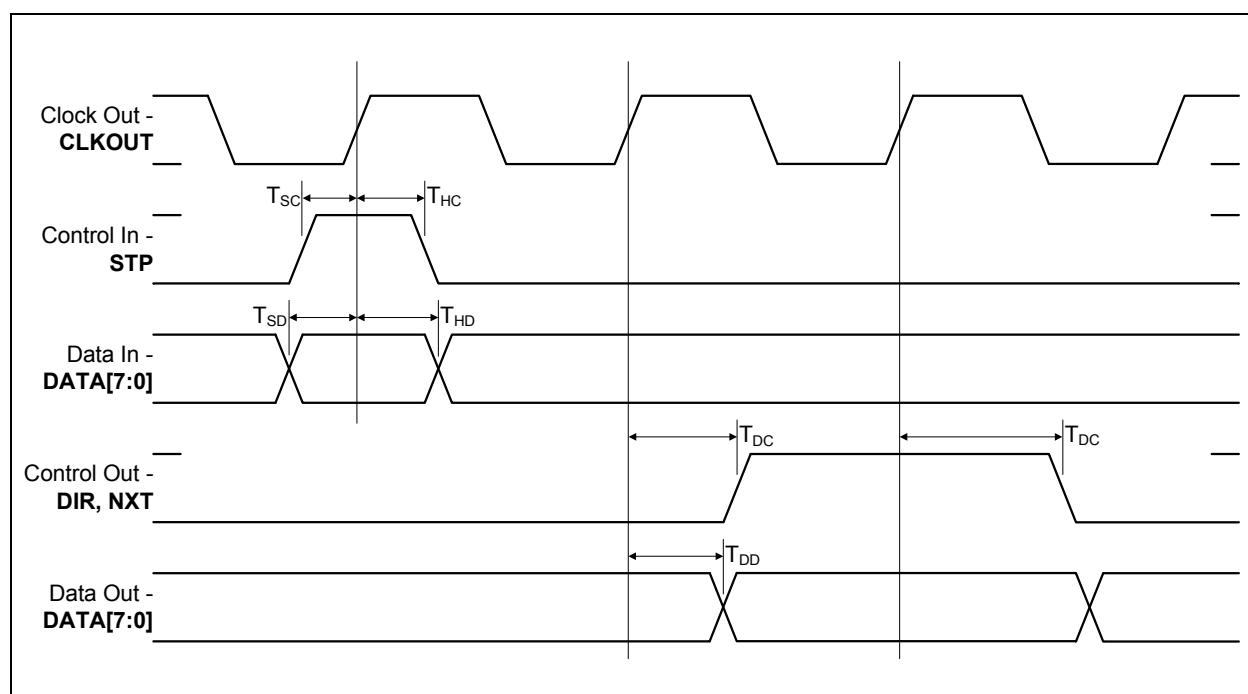 Clock Out -
CLKOUT
T_SC T_HC
Control In -
STP
T_SD T_HD
Data In -
DATA[7:0]
T_DC T_DC
Control Out -
DIR, NXT
T_DD
Data Out -
DATA[7:0]